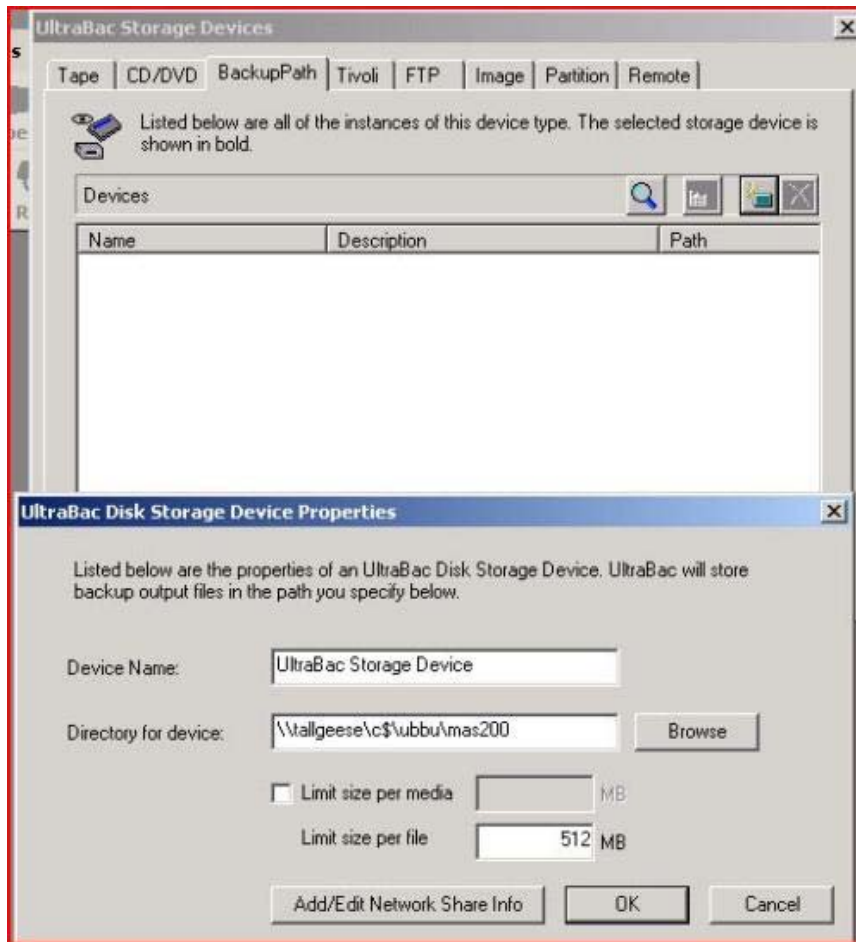 UltraBac Storage Devices
s
Tape CD/DVD BackupPath Tivoli FTP Image Partition Remote
Listed below are all of the instances of this device type. The selected storage device is
shown in bold.
Devices
Name Description Path
UltraBac Disk Storage Device Properties
Listed below are the properties of an UltraBac Disk Storage Device. UltraBac will store
backup output files in the path you specify below.
Device Name: UltraBac Storage Device
Directory for device: \\tallgeese\c$\ubbu\mas200 Browse
Limit size per media MB
Limit size per file 512 MB
Add/Edit Network Share Info OK Cancel